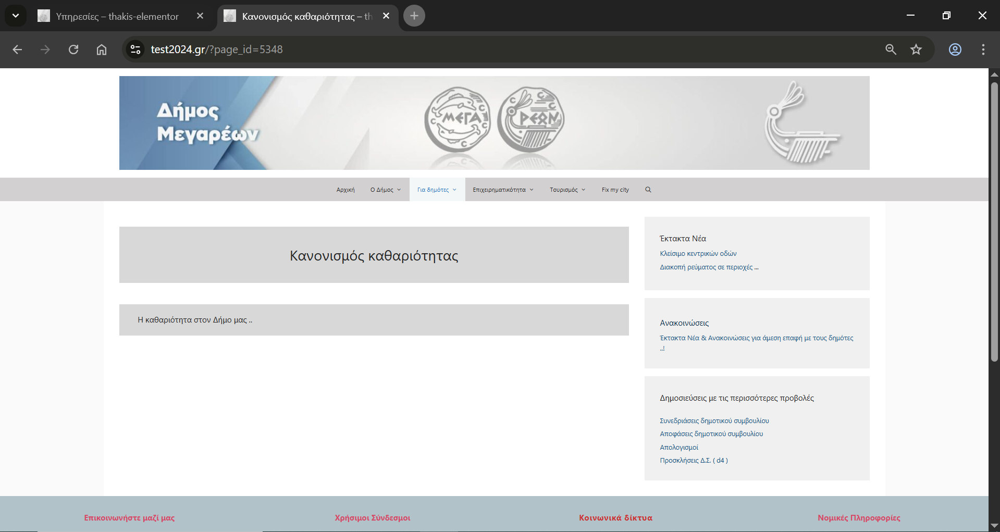 Υπηρεσίες – thakis-elementor
Κανονισμός καθαριότητας – th
test2024.gr/?page_id=5348
Δήμος
Μεγαρέων
ΜΕΓΑ
ΡΕΩΝ
Αρχική Ο Δήμος Για δημότες Επιχειρηματικότητα Τουρισμός Fix my city
Κανονισμός καθαριότητας
Η καθαριότητα στον Δήμο μας ..
Έκτακτα Νέα
Κλείσιμο κεντρικών οδών
Διακοπή ρεύματος σε περιοχές ...
Ανακοινώσεις
Έκτακτα Νέα & Ανακοινώσεις για άμεση επαφή με τους δημότες
..!
Δημοσιεύσεις με τις περισσότερες προβολές
Συνεδριάσεις δημοτικού συμβουλίου
Αποφάσεις δημοτικού συμβουλίου
Απολογισμοί
Προσκλήσεις Δ.Σ. ( d4 )
Επικοινωνήστε μαζί μας Χρήσιμοι Σύνδεσμοι Κοινωνικά δίκτυα Νομικές Πληροφορίες